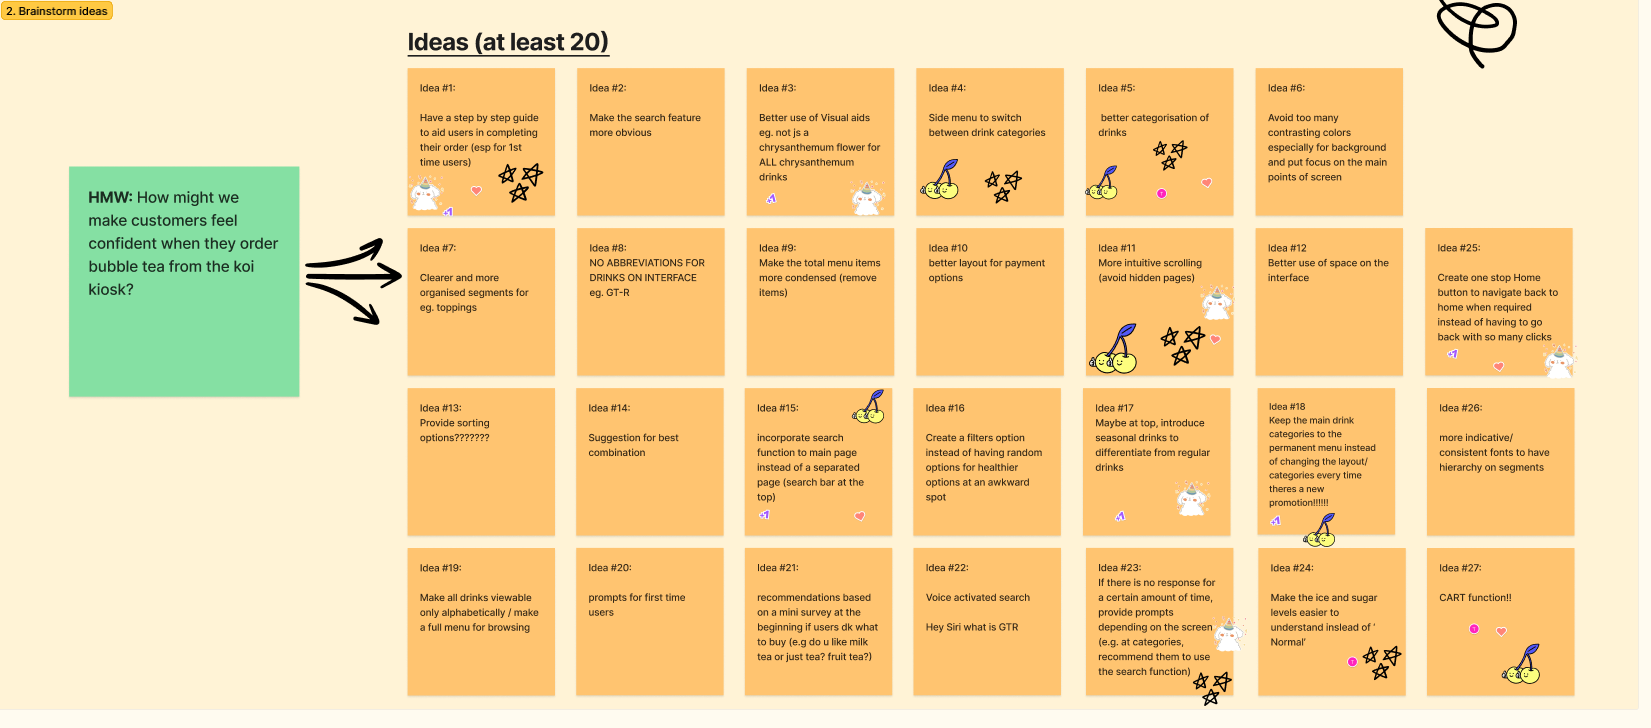 2. Brainstorm ideas
Ideas (at least 20)
HMW: How might we
make customers feel
confident when they order
bubble tea from the koi
kiosk?
Idea #1:
Have a step by step guide
to aid users in completing
their order (esp for 1st
time users)
+1
Idea #2:
Make the search feature
more obvious
Idea #3:
Better use of Visual aids
eg. not js a
chrysanthemum flower for
ALL chrysanthemum
drinks
+1
Idea #4:
Side menu to switch
between drink categories
Idea #5:
better categorisation of
drinks
Idea #6:
Avoid too many
contrasting colors
especially for background
and put focus on the main
points of screen
Idea #7:
Clearer and more
organised segments for
eg. toppings
Idea #8:
NO ABBREVIATIONS FOR
DRINKS ON INTERFACE
eg. GT-R
Idea #9:
Make the total menu items
more condensed (remove
items)
Idea #10
better layout for payment
options
Idea #11
More intuitive scrolling
(avoid hidden pages)
Idea #12
Better use of space on the
interface
Idea #25:
Create one stop Home
button to navigate back to
home when required
instead of having to go
back with so many clicks
+1
Idea #13:
Provide sorting
options???????
Idea #14:
Suggestion for best
combination
Idea #15:
incorporate search
function to main page
instead of a separated
page (search bar at the
top)
+1
Idea #16
Create a filters option
instead of having random
options for healthier
options at an awkward
spot
Idea #17
Maybe at top, introduce
seasonal drinks to
differentiate from regular
drinks
+1
Idea #18
Keep the main drink
categories to the
patmanent menu instead
of changing the layout/
categories every time
theres a new
promotion!!!!!!
+1
Idea #26:
more indicative/
consistent fonts to have
hierarchy on segments
Idea #19:
Make all drinks viewable
only alphabetically / make
a full menu for browsing
Idea #20:
prompts for first time
users
Idea #21:
recommendations based
on a mini survey at the
beginning if users dk what
to buy (e.g do u like milk
tea or just tea? fruit tea?)
Idea #22:
Voice activated search
Hey Siri what is GTR
Idea #23:
If there is no response for
a certain amount of time,
provide prompts
depending on the screen
(e.g. at categories,
recommend them to use
the search function)
Idea #24:
Make the ice and sugar
levels easier to
understand inslead of '
Normal'
Idea #27:
CART function!!